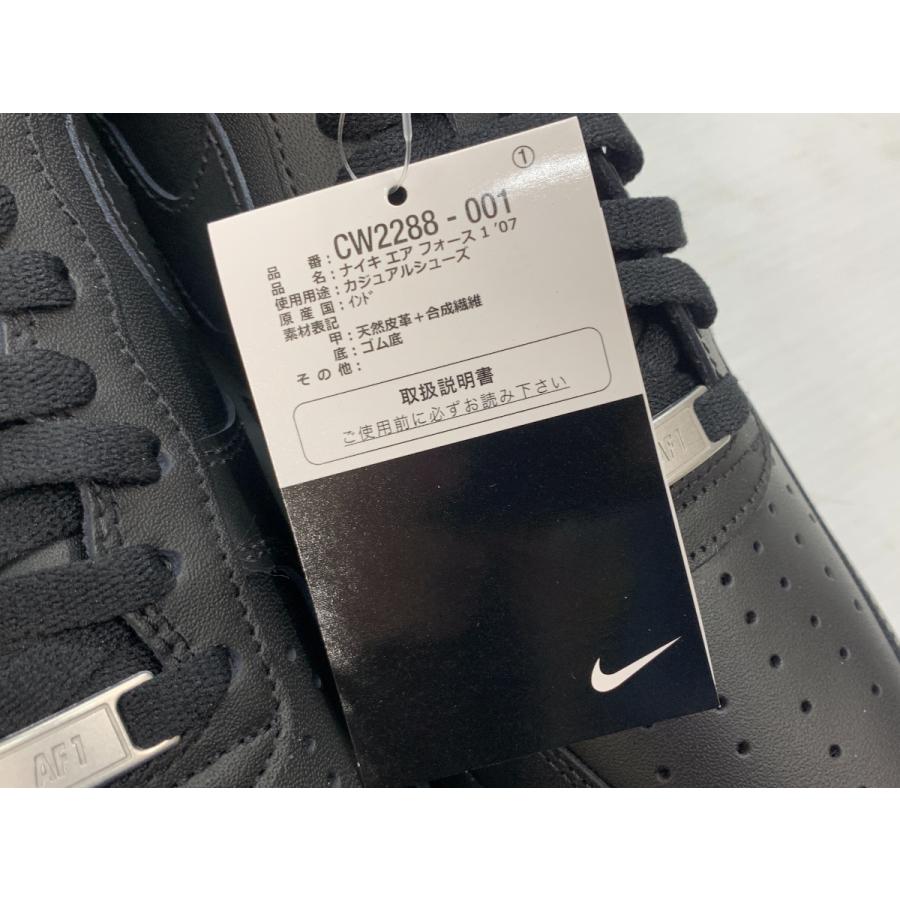 ①
品 番：CW2288 - 001
品 名：ナイキ エア フォース 1 '07
使用用途：カジュアルシューズ
原 産 国：インド
素材表記
甲：天然皮革＋合成繊維
底：ゴム底
そ の 他：
取扱説明書
ご使用前に必ずお読み下さい
AF1
AF1